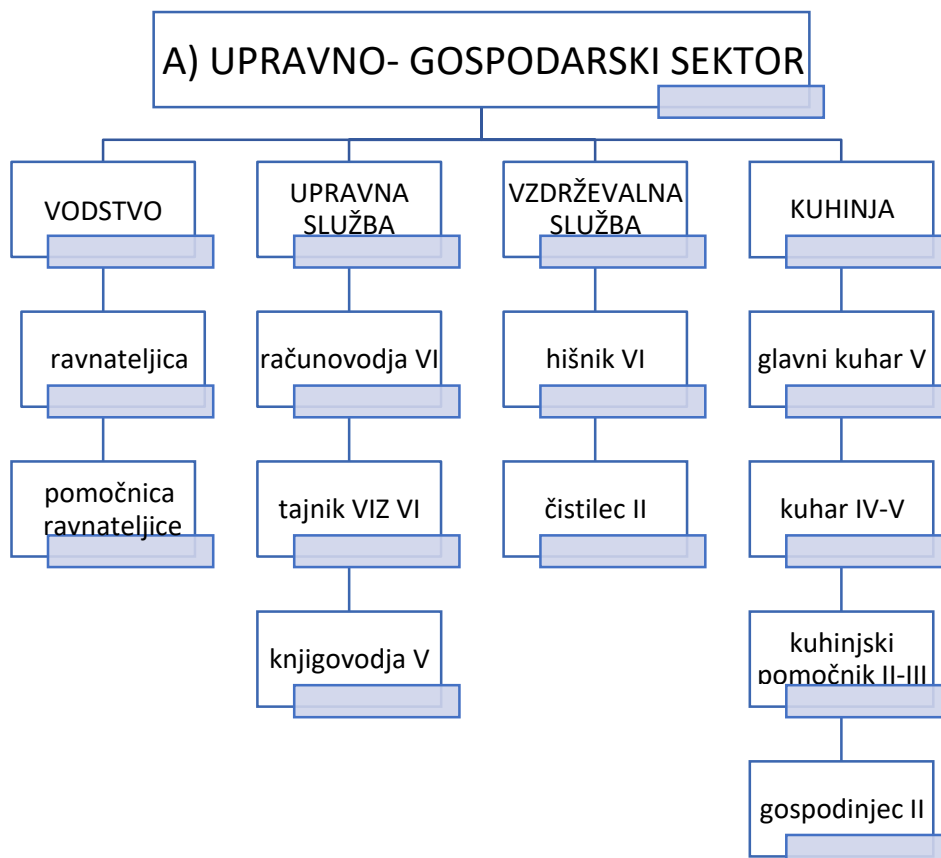 A) UPRAVNO- GOSPODARSKI SEKTOR
VODSTVO
ravnateljica
pomočnica
ravnateljice
UPRAVNA
SLUŽBA
računovodja VI
tajnik VIZ VI
knjigovodja V
VZDRŽEVALNA
SLUŽBA
hišnik VI
čistilec II
KUHINJA
glavni kuhar V
kuhar IV-V
kuhinjski
pomočnik II-III
gospodinjec II